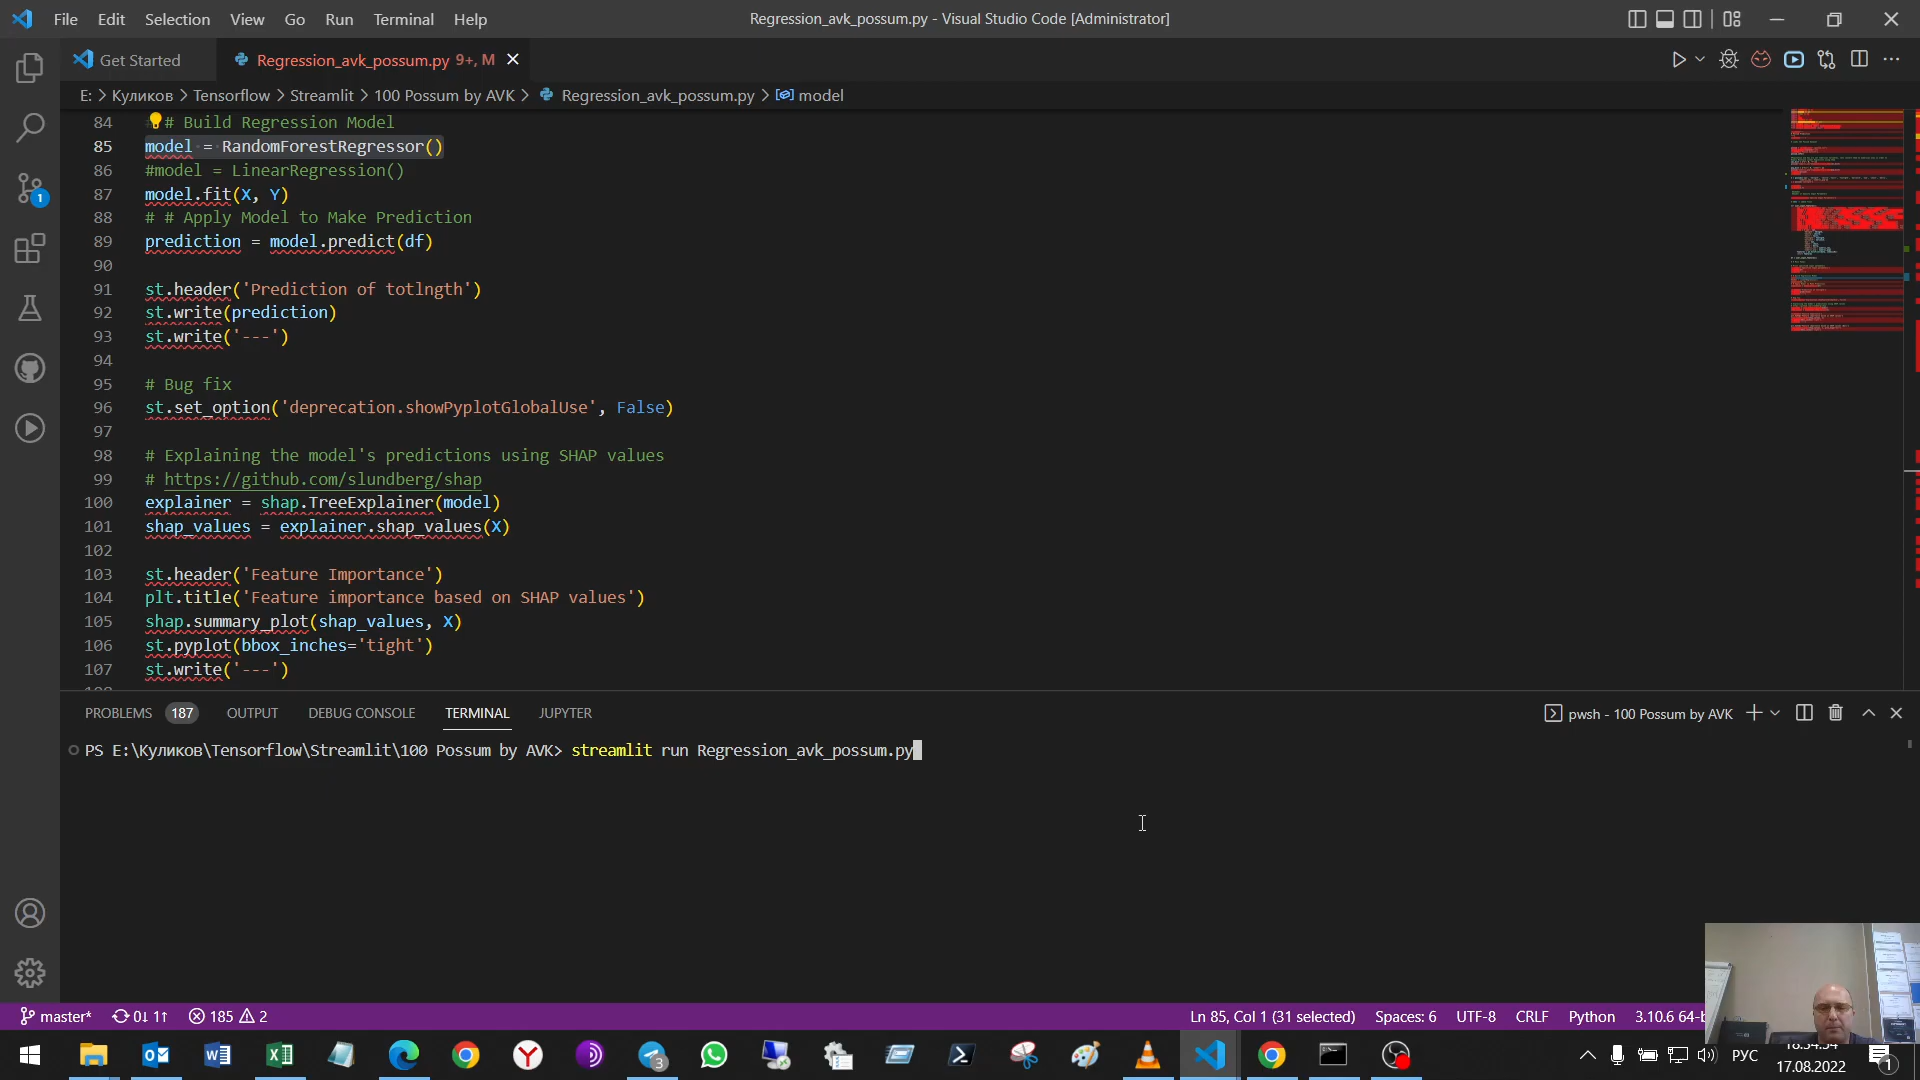 File Edit Selection View Go Run Terminal Help
Regression_avk_possum.py - Visual Studio Code [Administrator]
Get Started
Regression_avk_possum.py 9+, M
E: > Куликов > Tensorflow > Streamlit > 100 Possum by AVK > Regression_avk_possum.py > model
84 # # Build Regression Model
85 model = RandomForestRegressor()
86 #model = LinearRegression()
87 model.fit(X, Y)
88 # # Apply Model to Make Prediction
89 prediction = model.predict(df)
90
91 st.header('Prediction of totlngth')
92 st.write(prediction)
93 st.write('---')
94
95 # Bug fix
96 st.set_option('deprecation.showPyplotGlobalUse', False)
97
98 # Explaining the model's predictions using SHAP values
99 # https://github.com/slundberg/shap
100 explainer = shap.TreeExplainer(model)
101 shap_values = explainer.shap_values(X)
102
103 st.header('Feature Importance')
104 plt.title('Feature importance based on SHAP values')
105 shap.summary_plot(shap_values, X)
106 st.pyplot(bbox_inches='tight')
107 st.write('---')
1
PROBLEMS 187 OUTPUT DEBUG CONSOLE TERMINAL JUPYTER
pwsh - 100 Possum by AVK
PS E:\Куликов\Tensorflow\Streamlit\100 Possum by AVK> streamlit run Regression_avk_possum.py
master* 0↓ 1↑ 185 2
Ln 85, Col 1 (31 selected) Spaces: 6 UTF-8 CRLF Python 3.10.6 64-b
3
РУС
17.08.2022
1